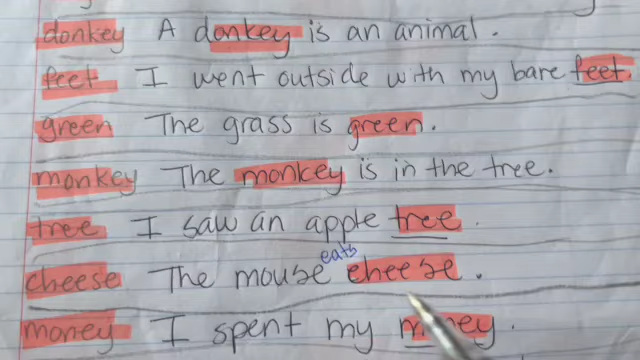 donkey A donkey is an animal.
feet I went outside with my bare feet.
green The grass is green.
monkey The monkey is in the tree.
tree I saw an apple tree.
cheese The mouse eats cheese.
money I spent my money.